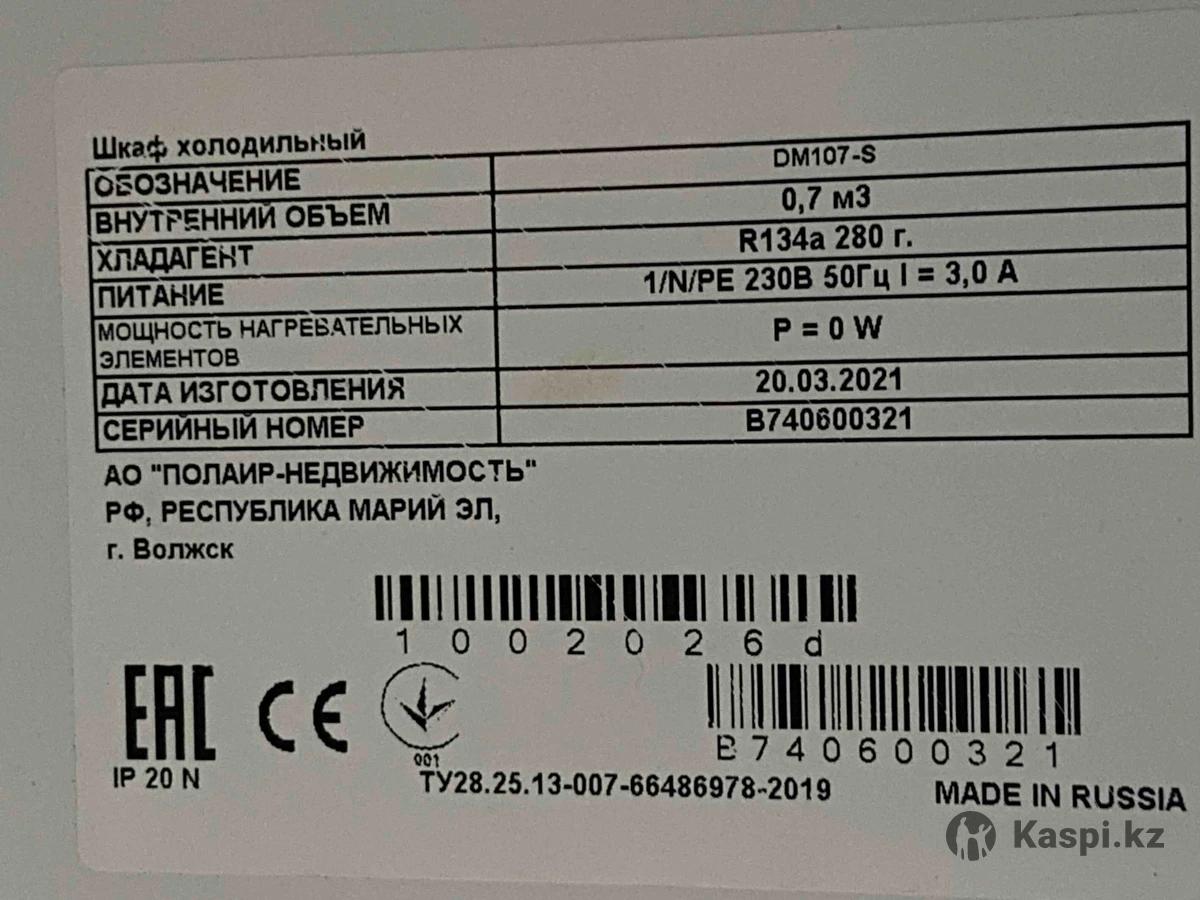 Шкаф холодильный
ОБОЗНАЧЕНИЕ DM107-S
ВНУТРЕННИЙ ОБЪЕМ 0,7 м3
ХЛАДАГЕНТ R134a 280 г.
ПИТАНИЕ 1/N/PE 230В 50Гц I = 3,0 A
МОЩНОСТЬ НАГРЕВАТЕЛЬНЫХ
ЭЛЕМЕНТОВ P = 0 W
ДАТА ИЗГОТОВЛЕНИЯ 20.03.2021
СЕРИЙНЫЙ НОМЕР B740600321
АО "ПОЛАИР-НЕДВИЖИМОСТЬ"
РФ, РЕСПУБЛИКА МАРИЙ ЭЛ,
г. Волжск
1002026d
EAC CE
001
B740600321
IP 20 N
ТУ28.25.13-007-66486978-2019
MADE IN RUSSIA
Kaspi.kz